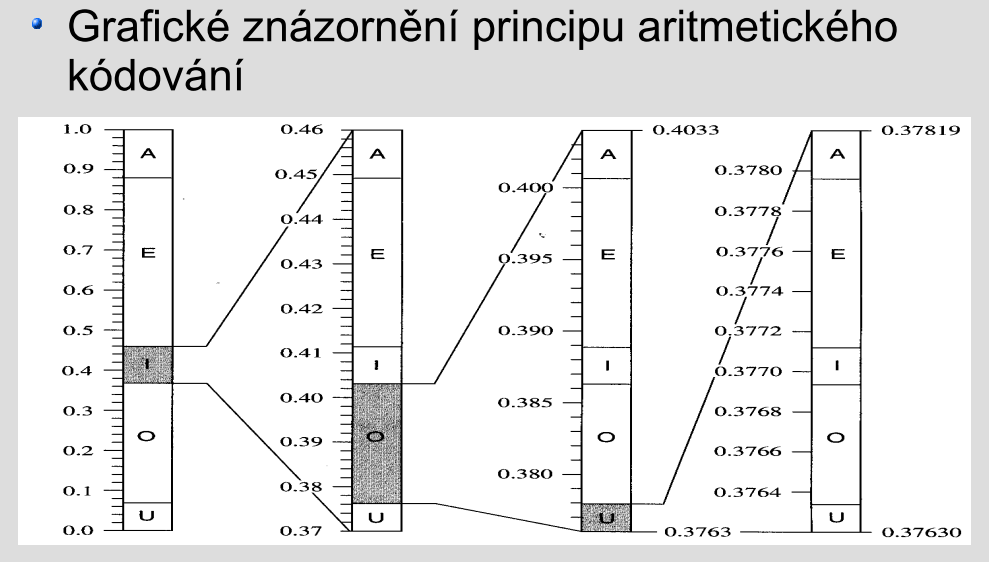 Grafické znázornění principu aritmetického
kódování
1.0
0.9
0.8
0.7
0.6
0.5
0.4
0.3
0.2
0.1
0.0
A
E
I
O
U
0.46
0.45
0.44
0.43
0.42
0.41
0.40
0.39
0.38
0.37
A
E
I
O
U
0.400
0.395
0.390
0.385
0.380
A
E
I
O
U
0.4033
0.3763
0.3780
0.3778
0.3776
0.3774
0.3772
0.3770
0.3768
0.3766
0.3764
A
E
I
O
U
0.37819
0.37630